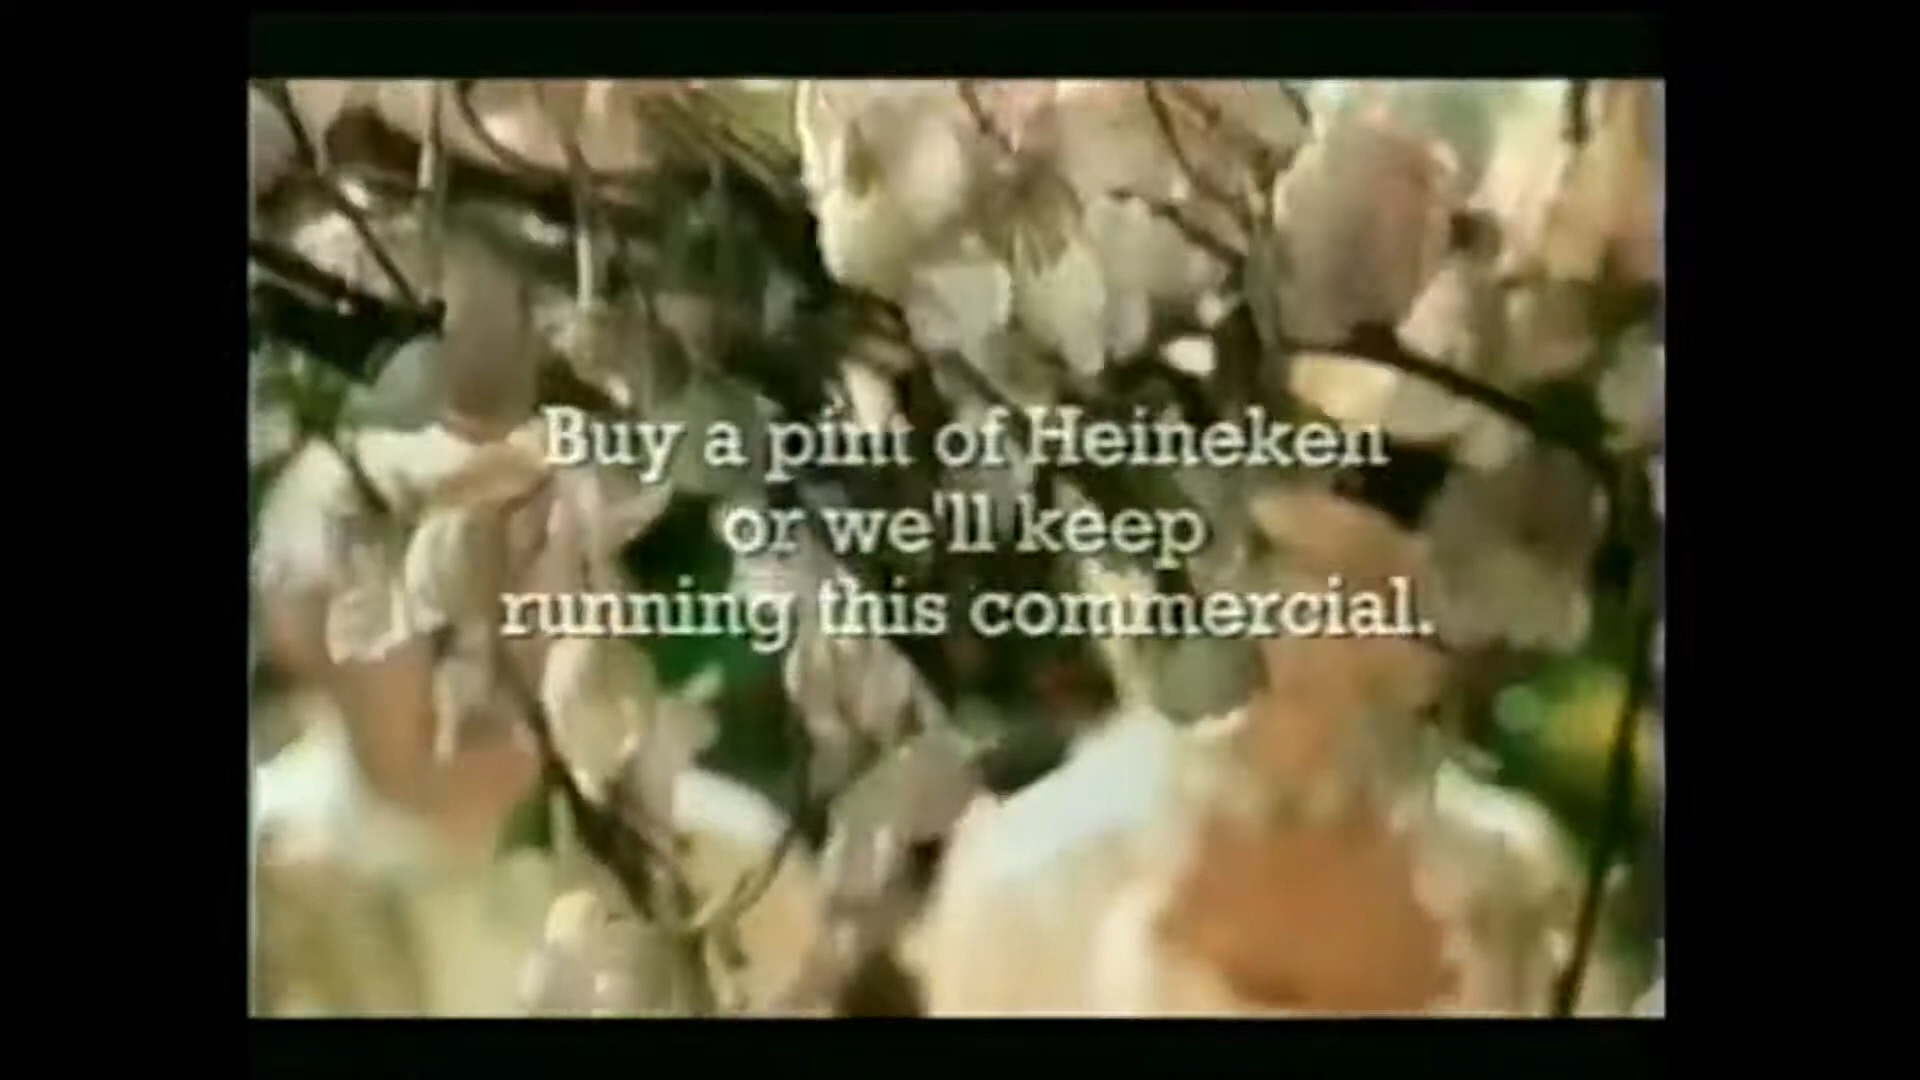 Buy a pint of Heineken
or we'll keep
running this commercial.